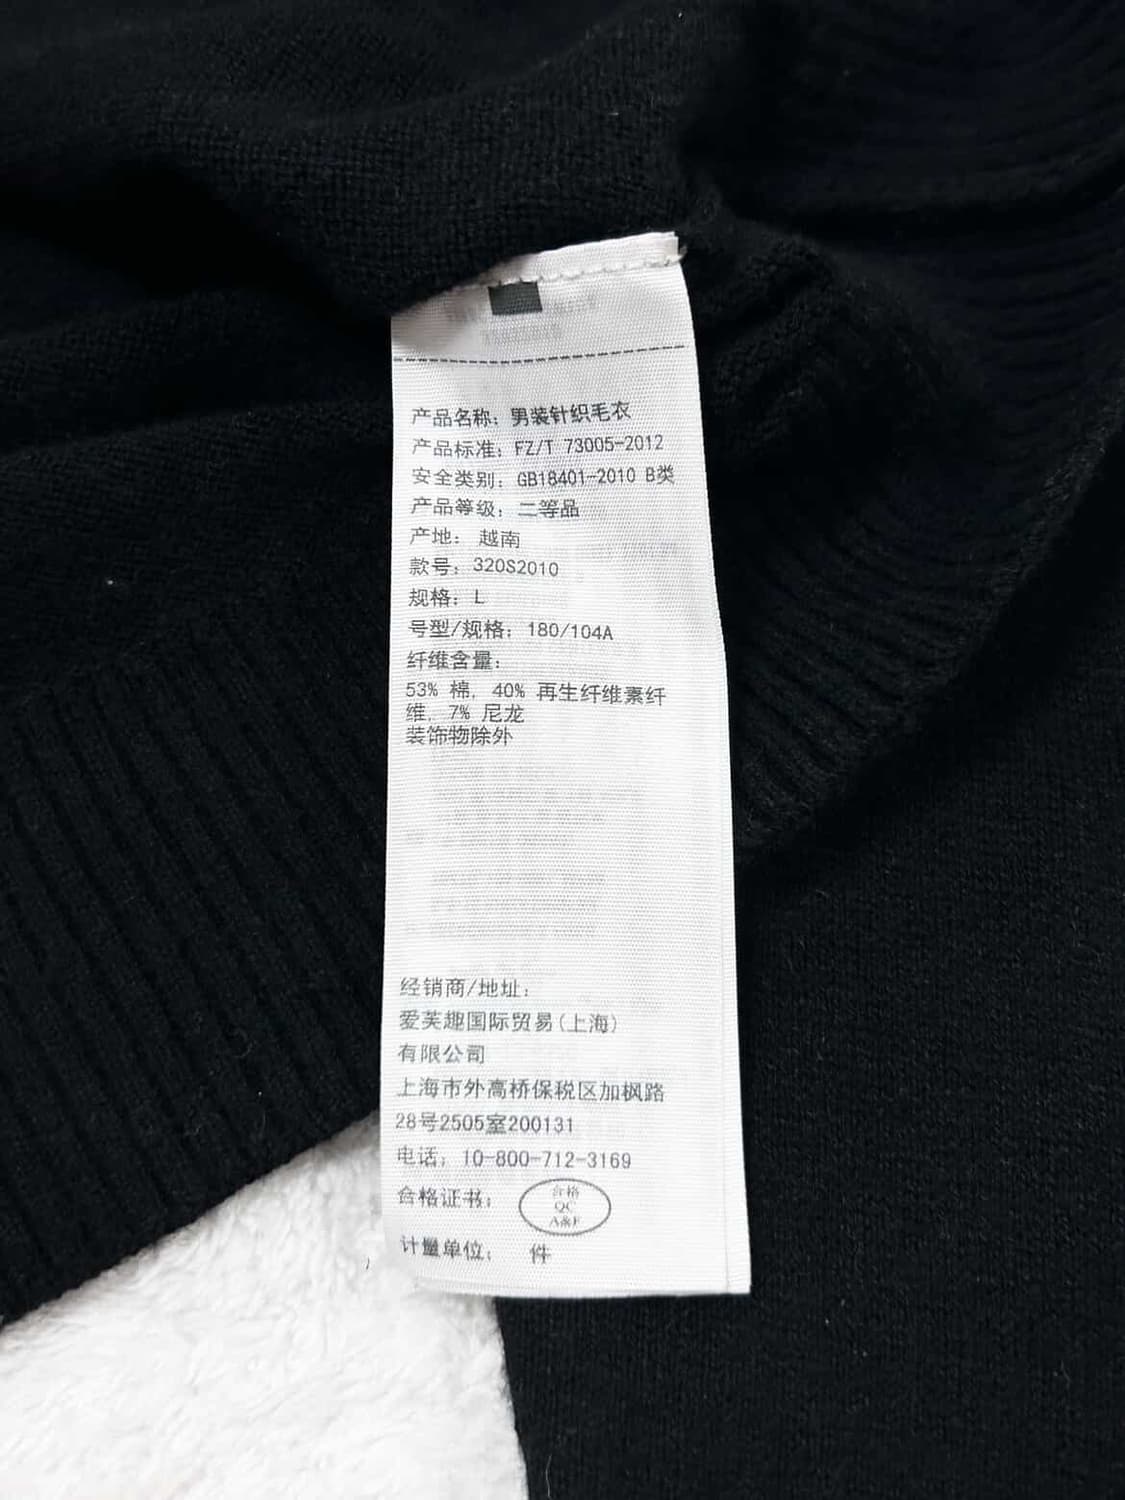 产品名称：男装针织毛衣
产品标准：FZ/T 73005-2012
安全类别：GB18401-2010 B类
产品等级：二等品
产地：越南
款号：320S2010
规格：L
号型/规格：180/104A
纤维含量：
53% 棉，40% 再生纤维素纤
维，7% 尼龙
装饰物除外
经销商/地址：
爱芙趣国际贸易(上海)
有限公司
上海市外高桥保税区加枫路
28号2505室200131
电话：10-800-712-3169
合格证书：
合格
QC
A&F
计量单位：件